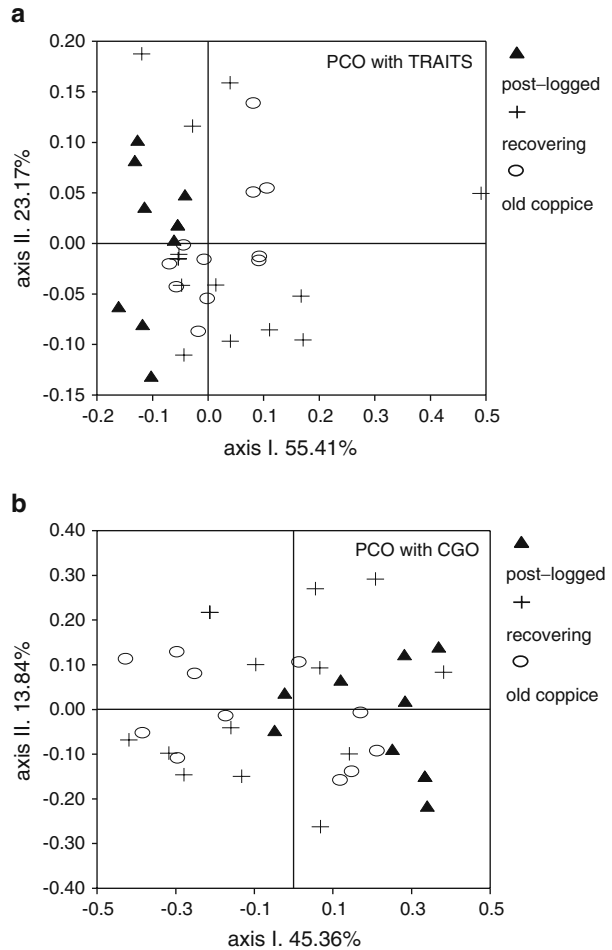 a
PCO with TRAITS
0.20
0.15
0.10
0.05
0.00
-0.05
-0.10
-0.15
axis II. 23.17%
-0.2 -0.1 0.0 0.1 0.2 0.3 0.4 0.5
axis I. 55.41%
post–logged
recovering
old coppice
b
PCO with CGO
0.40
0.30
0.20
0.10
0.00
-0.10
-0.20
-0.30
-0.40
axis II. 13.84%
-0.5 -0.3 -0.1 0.1 0.3 0.5
axis I. 45.36%
post–logged
recovering
old coppice